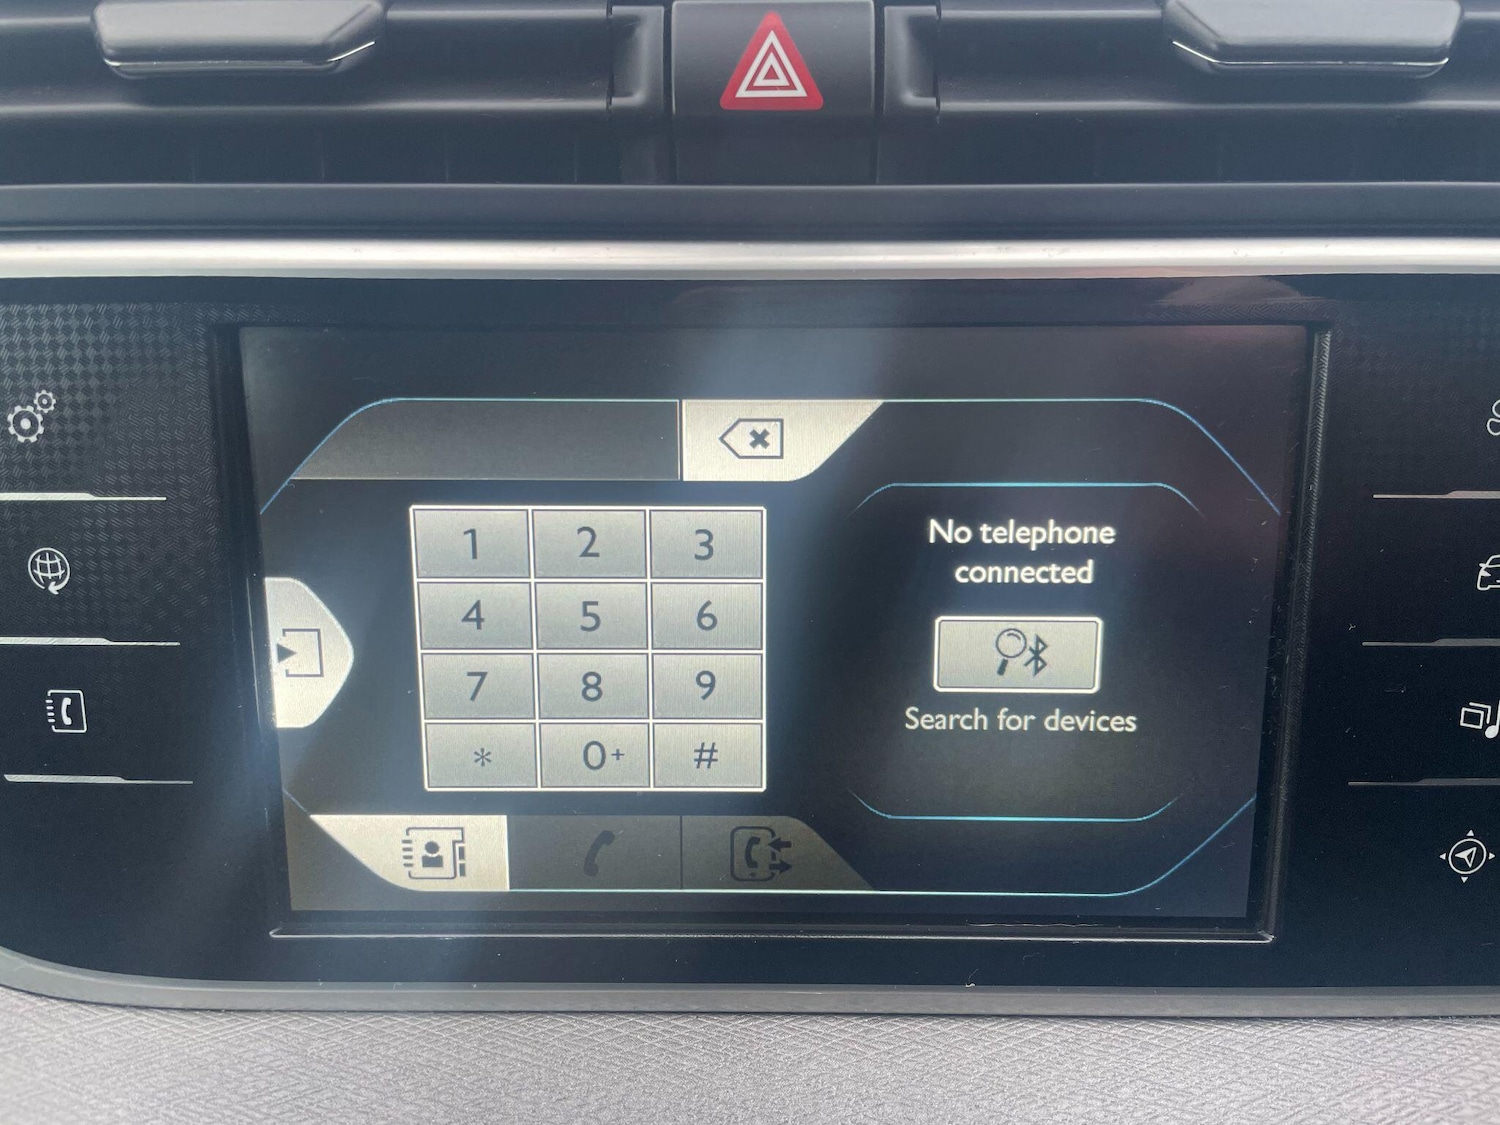 1 2 3
No telephone
connected
4 5 6
7 8 9
Search for devices
* 0+ #